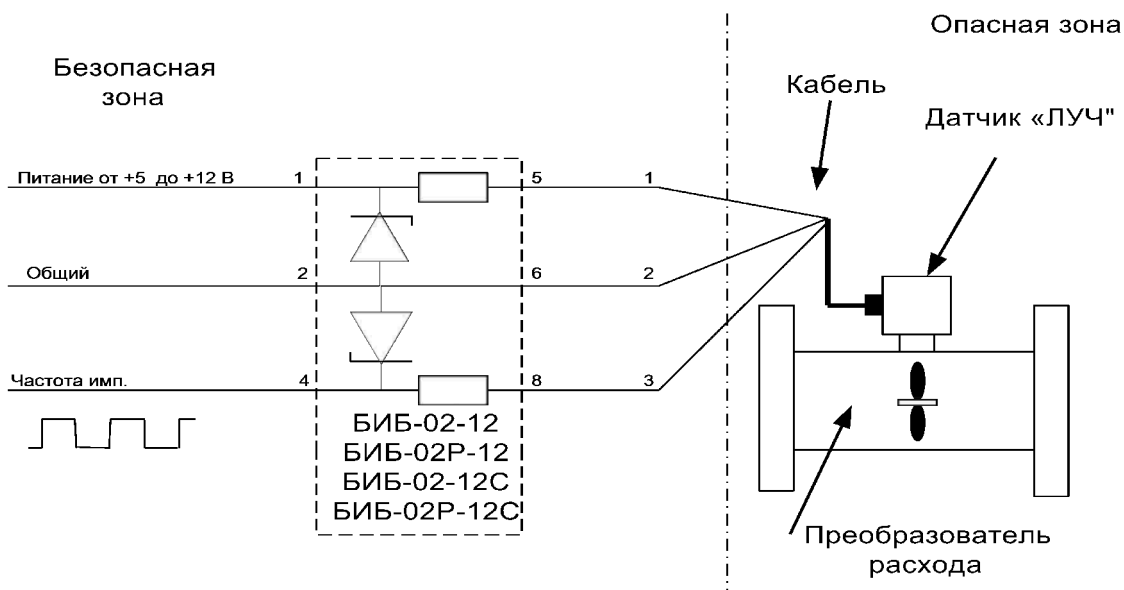 Опасная зона
Безопасная
зона
Кабель
Датчик «ЛУЧ"
Питание от +5 до +12 В
1
5
1
Общий
2
6
2
Частота имп.
4
8
3
БИБ-02-12
БИБ-02Р-12
БИБ-02-12С
БИБ-02Р-12С
Преобразователь
расхода